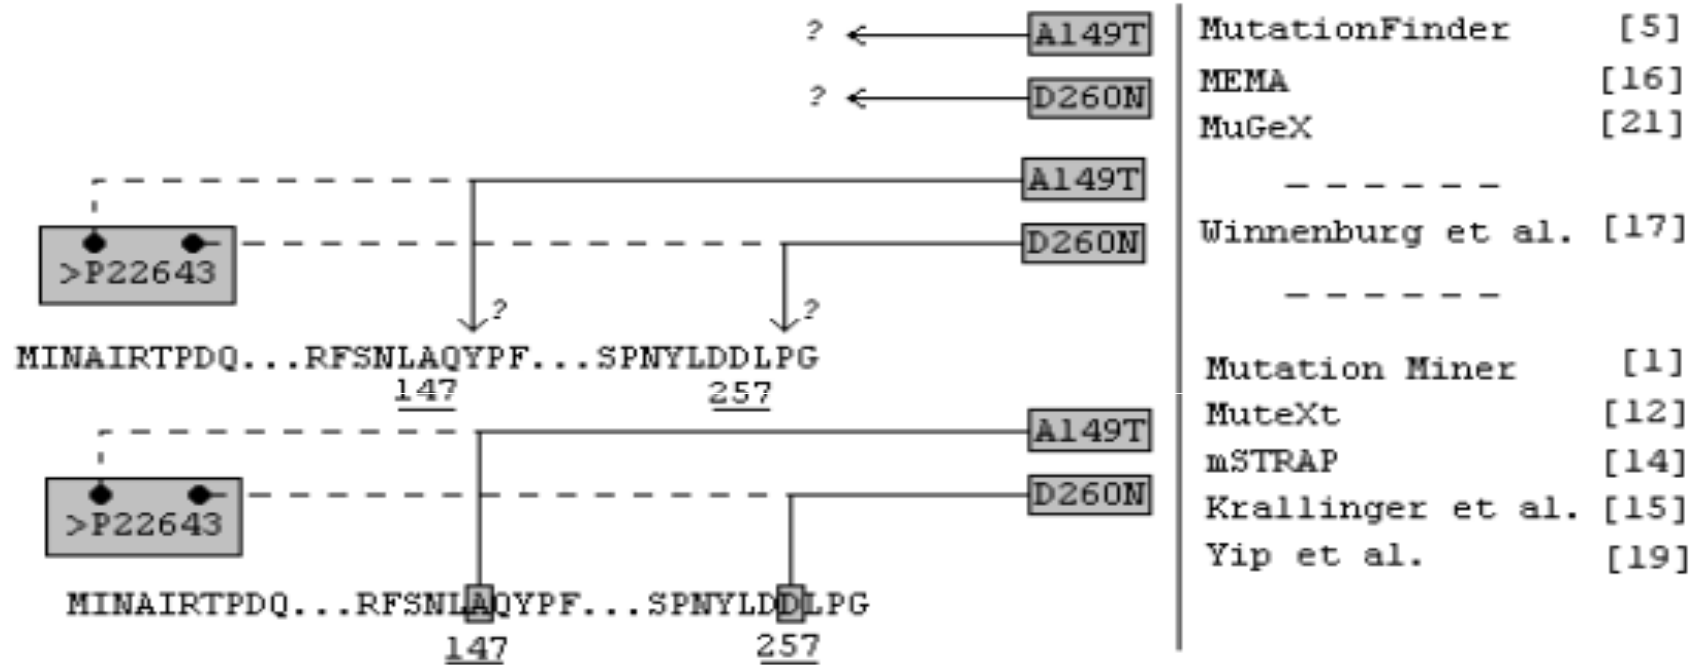 ? A149T MutationFinder [5]
? D260N MEMA [16]
MuGeX [21]
A149T
D260N Winnenburg et al. [17]
>P22643
? ?
MINAIRTPDQ...RFSNLAQYPF...SPNYLDDLPG
147 257
Mutation Miner [1]
A149T MuteXt [12]
mSTRAP [14]
D260N Krallinger et al. [15]
>P22643
Yip et al. [19]
MINAIRTPDQ...RFSNLAQYPF...SPNYLDDLPG
147 257